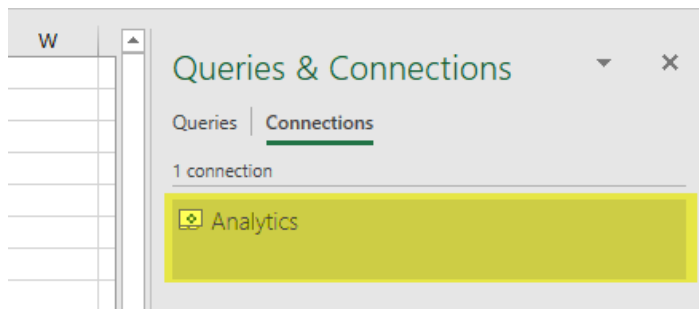 W
Queries & Connections
Queries Connections
1 connection
Analytics